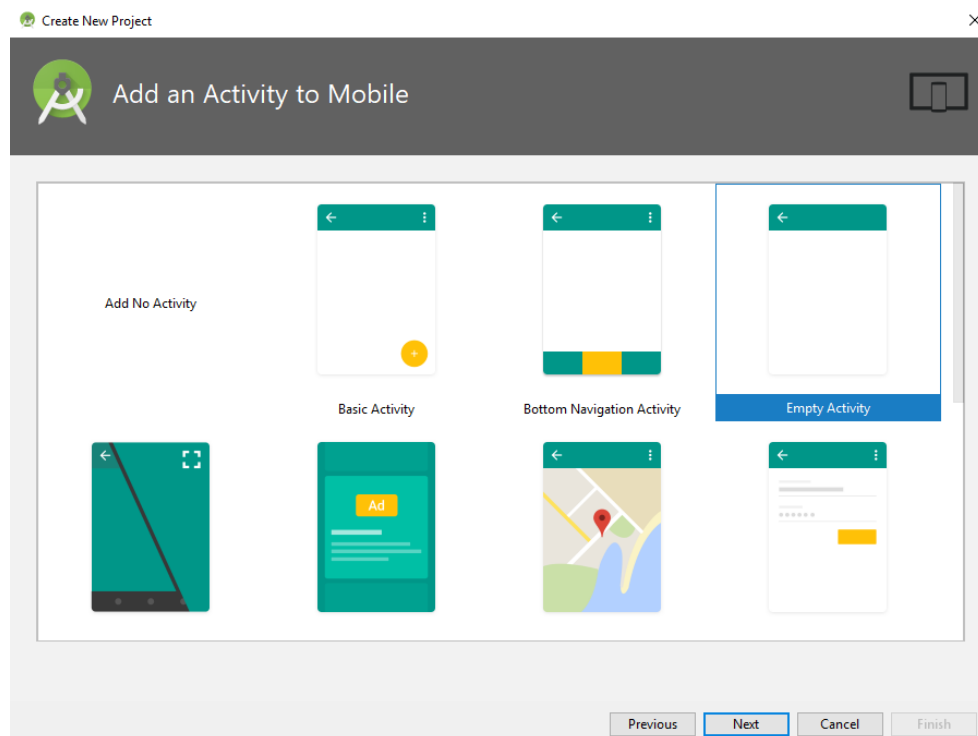 Create New Project
Add an Activity to Mobile
Add No Activity
Basic Activity
Bottom Navigation Activity
Empty Activity
Ad
Previous
Next
Cancel
Finish